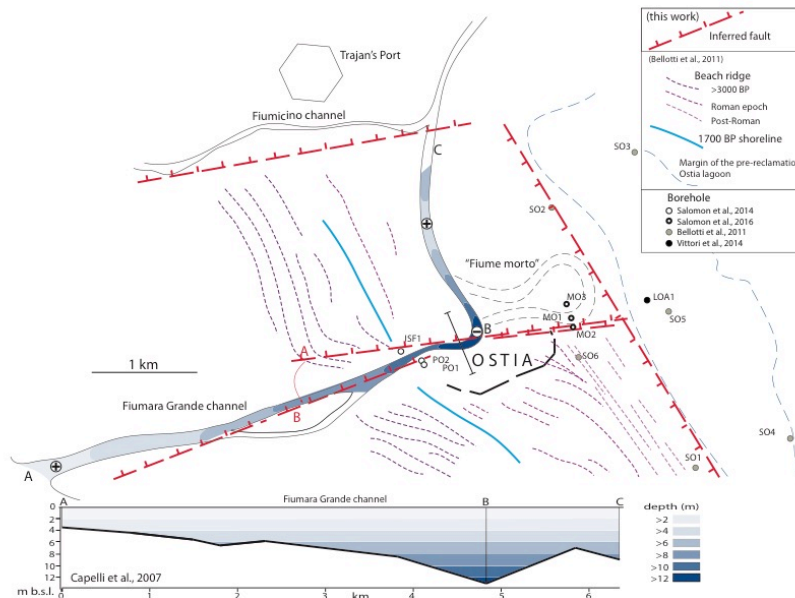 (this work)
Inferred fault
(Bellotti et al., 2011)
Beach ridge
>3000 BP
Roman epoch
Post-Roman
1700 BP shoreline
Margin of the pre-reclamatio
Ostia lagoon
Borehole
Salomon et al., 2014
Salomon et al., 2016
Bellotti et al., 2011
Vittori et al., 2014
Trajan's Port
Fiumicino channel
C
SO3
SO2
"Fiume morto"
MO3
LOA1
MO1
SO5
B
MO2
ISF1
A
PO2
OSTIA
SO6
PO1
1 km
Fiumara Grande channel
B
SO4
A
SO1
Fiumara Grande channel
A
B
C
depth (m)
0
2
4
6
8
10
12
>2
>4
>6
>8
>10
>12
Capelli et al., 2007
m b.s.l.
0
1
2
3
km
4
5
6